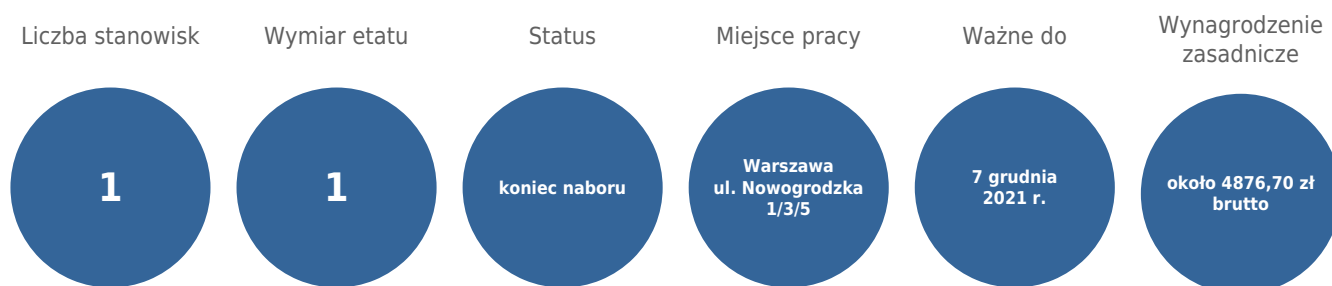 Liczba stanowisk
1
Wymiar etatu
1
Status
koniec naboru
Miejsce pracy
Warszawa
ul. Nowogrodzka
1/3/5
Ważne do
7 grudnia
2021 r.
Wynagrodzenie
zasadnicze
około 4876,70 zł
brutto